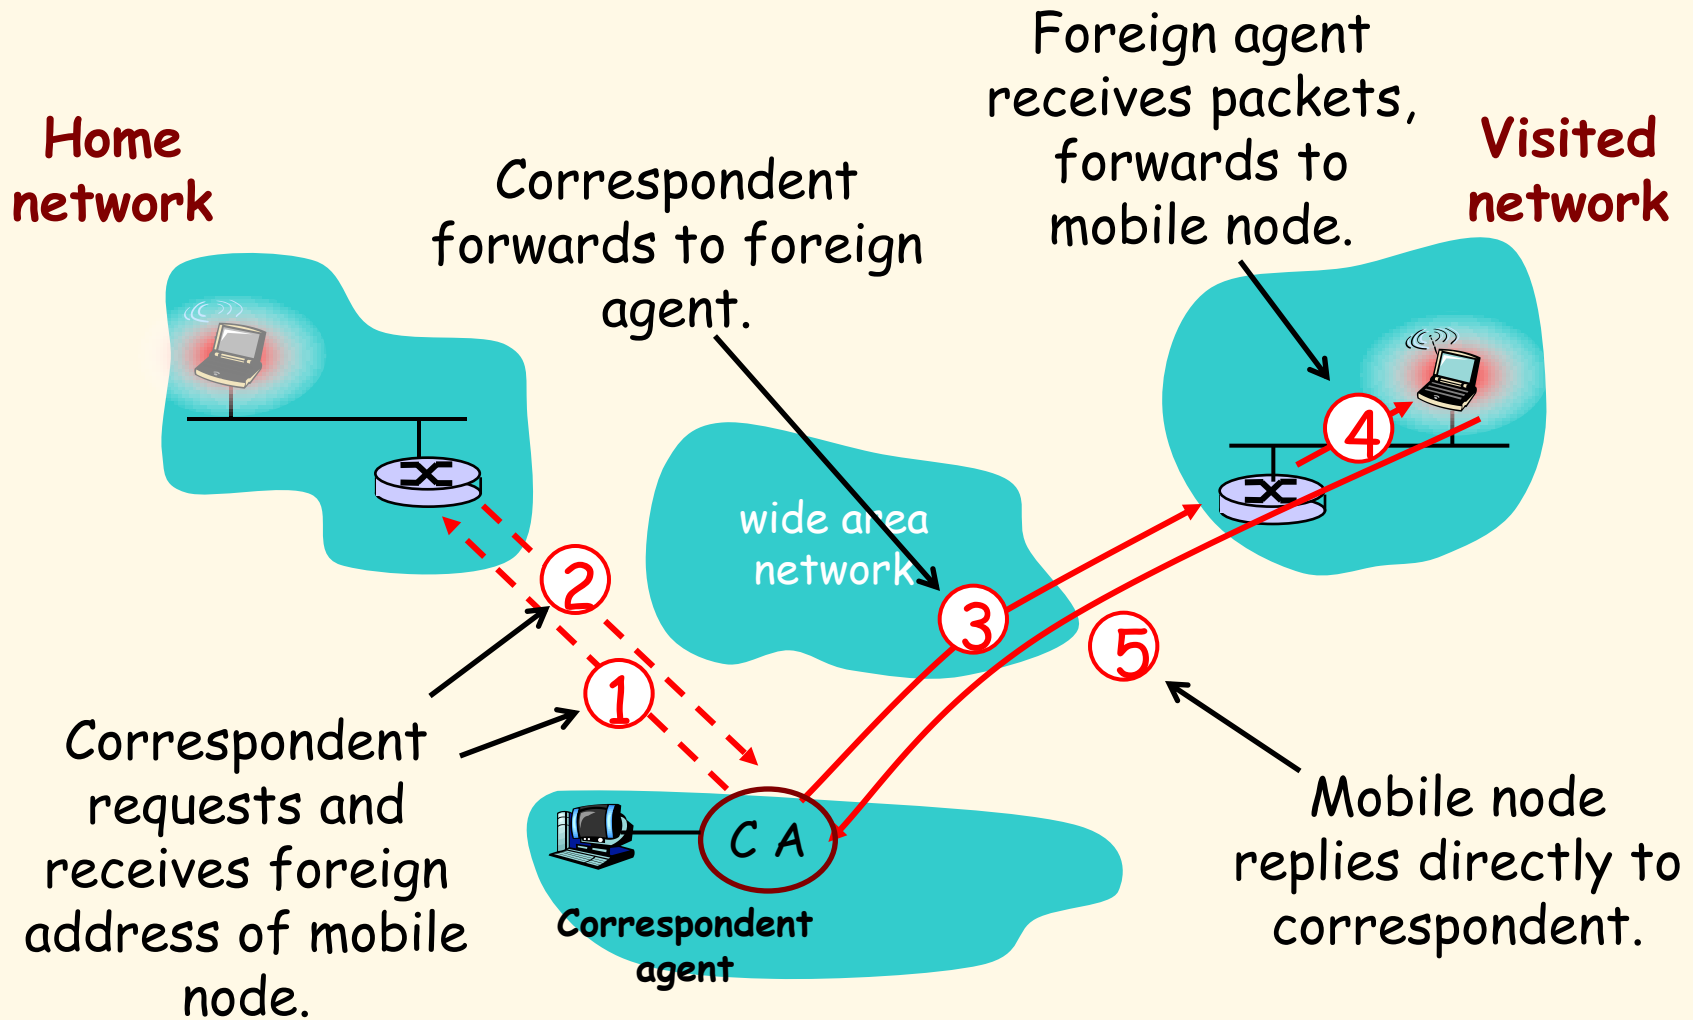 Home
network
Correspondent
forwards to foreign
agent.
Foreign agent
receives packets,
forwards to
mobile node.
Visited
network
wide area
network
4
2
3
5
1
Correspondent
requests and
receives foreign
address of mobile
node.
C A
Correspondent
agent
Mobile node
replies directly to
correspondent.